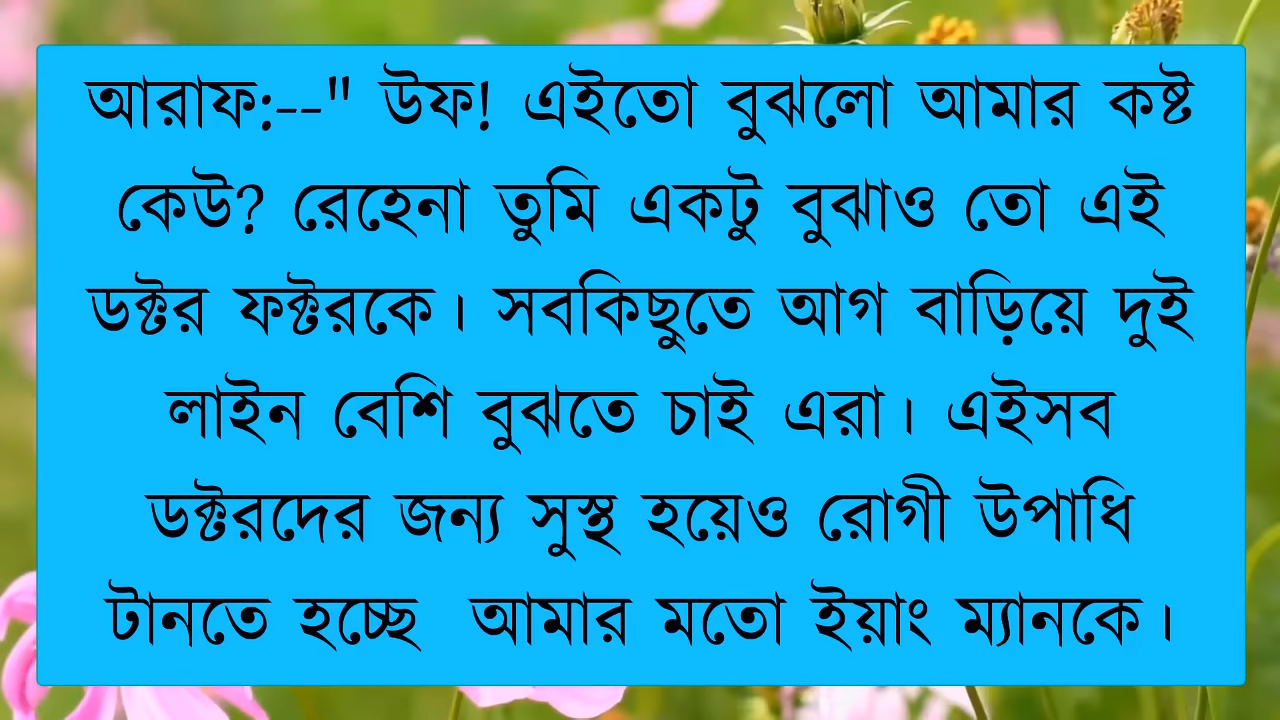 আরাফ:--" উফ! এইতো বুঝলো আমার কষ্ট
কেউ? রেহেনা তুমি একটু বুঝাও তো এই
ডক্টর ফক্টরকে। সবকিছুতে আগ বাড়িয়ে দুই
লাইন বেশি বুঝতে চাই এরা। এইসব
ডক্টরদের জন্য সুস্থ হয়েও রোগী উপাধি
টানতে হচ্ছে  আমার মতো ইয়াং ম্যানকে।